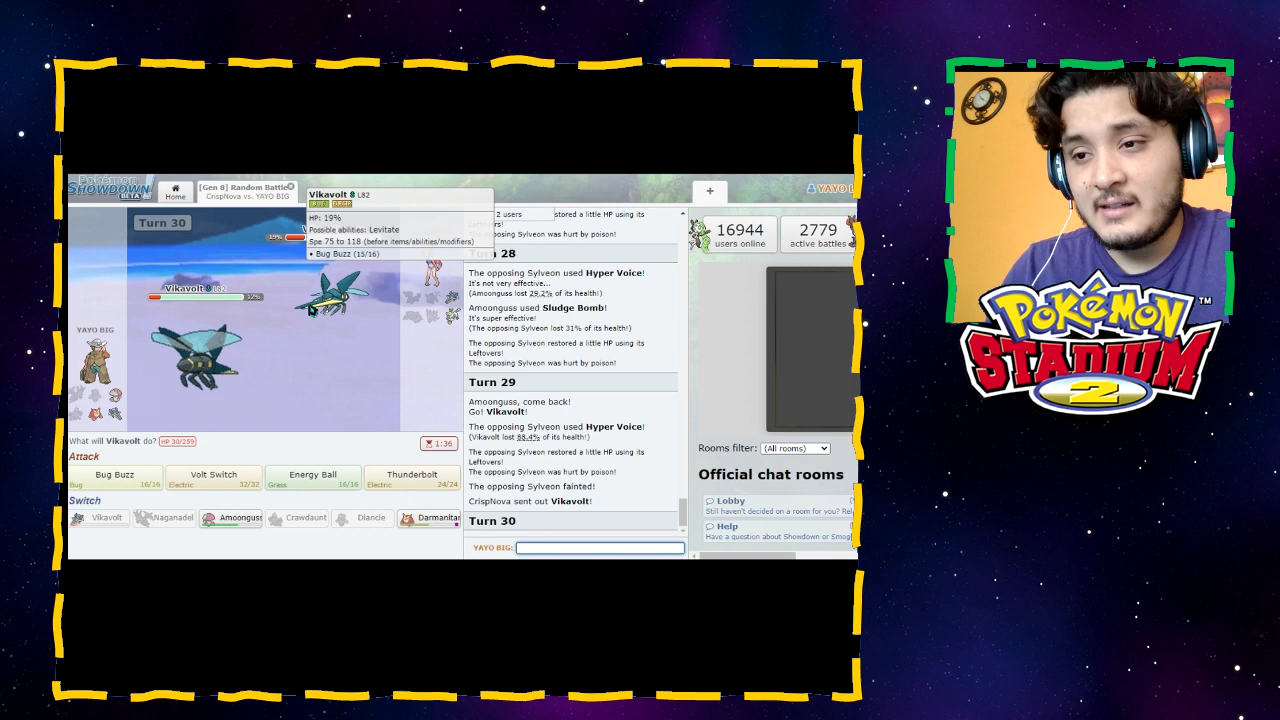 Pokémon
SHOWDOWN
BETA
Home
[Gen 8] Random Battle
CrispNova vs. YAYO BIG
+
YAYO
Turn 30
Vikavolt L82
HP: 19%
Possible abilities: Levitate
Spe 75 to 118 (before items/abilities/modifiers)
• Bug Buzz (15/16)
19%
Vikavolt L82
12%
YAYO BIG
What will Vikavolt do? HP 30/259
1:36
Attack
Bug Buzz
Bug 16/16
Volt Switch
Electric 32/32
Energy Ball
Grass 16/16
Thunderbolt
Electric 24/24
Switch
Vikavolt
Naganadel
Amoonguss
Crawdaunt
Diancie
Darmanitan
2 users
stored a little HP using its
Leftovers!
was hurt by poison!
28
The opposing Sylveon used Hyper Voice!
It's not very effective...
(Amoonguss lost 29.2% of its health!)
Amoonguss used Sludge Bomb!
It's super effective!
(The opposing Sylveon lost 31% of its health!)
The opposing Sylveon restored a little HP using its
Leftovers!
The opposing Sylveon was hurt by poison!
Turn 29
Amoonguss, come back!
Go! Vikavolt!
The opposing Sylveon used Hyper Voice!
(Vikavolt lost 88.4% of its health!)
The opposing Sylveon restored a little HP using its
Leftovers!
The opposing Sylveon was hurt by poison!
The opposing Sylveon fainted!
CrispNova sent out Vikavolt!
Turn 30
YAYO BIG:
16944
users online
2779
active battles
Rooms filter: (All rooms)
Official chat rooms
Lobby
Still haven't decided on a room for you?
Help
Have a question about Showdown or
POKéMON
STADIUM
2
TM